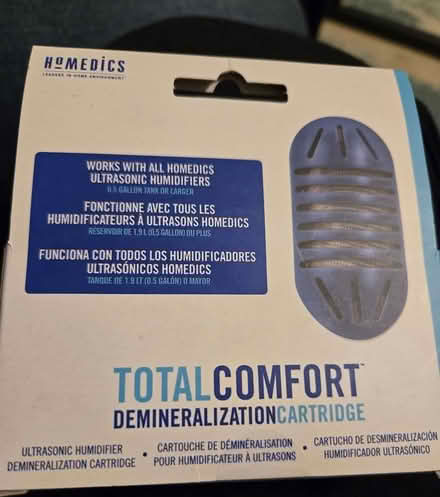 HOMEDICS
LEADERS IN HOME ENVIRONMENT
WORKS WITH ALL HOMEDICS
ULTRASONIC HUMIDIFIERS
0.5 GALLON TANK OR LARGER
FONCTIONNE AVEC TOUS LES
HUMIDIFICATEURS À ULTRASONS HOMEDICS
RÉSERVOIR DE 1.9 L (0.5 GALLON) OU PLUS
FUNCIONA CON TODOS LOS HUMIDIFICADORES
ULTRASÓNICOS HOMEDICS
TANQUE DE 1.9 LT (0.5 GALÓN) O MAYOR
TOTALCOMFORT™
DEMINERALIZATIONCARTRIDGE
ULTRASONIC HUMIDIFIER
DEMINERALIZATION CARTRIDGE
• CARTOUCHE DE DÉMINÉRALISATION
POUR HUMIDIFICATEUR À ULTRASONS
• CARTUCHO DE DESMINERALIZACIÓN
HUMIDIFICADOR ULTRASÓNICO